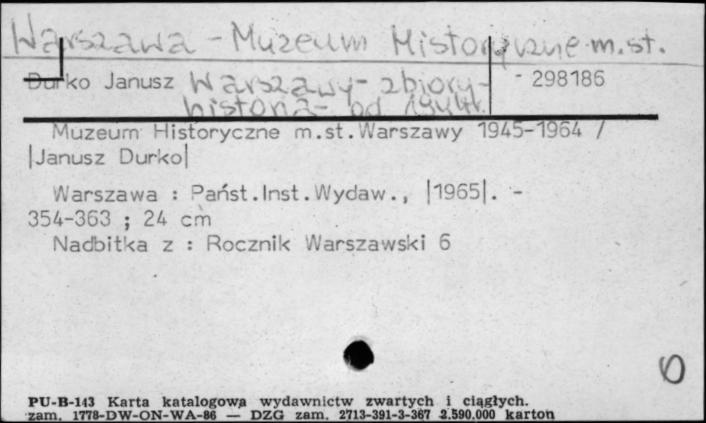 Warszawa - Muzeum Historyczne m.st.
Durko Janusz Warszawy - zbiory - 298186
historia - od 1944r.
Muzeum Historyczne m.st.Warszawy 1945-1964 /
|Janusz Durko|
Warszawa : Państ.Inst.Wydaw., |1965|. -
354-363 ; 24 cm
Nadbitka z : Rocznik Warszawski 6
PU-B-143 Karta katalogowa wydawnictw zwartych i ciągłych.
zam. 1778-DW-ON-WA-86 — DZG zam. 2713-391-3-367 2.590.000 karton